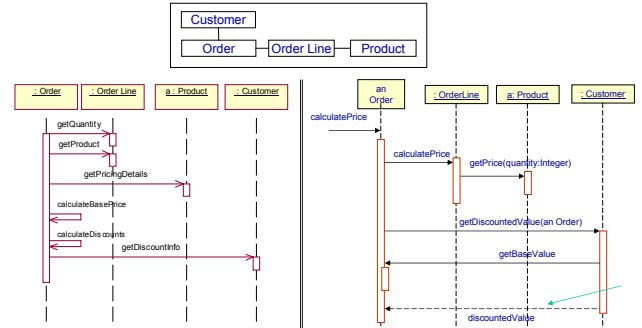 Customer
Order
Order Line
Product
: Order
: Order Line
a : Product
: Customer
getQuantity
getProduct
getPricingDetails
calculateBasePrice
calculateDiscounts
getDiscountInfo
an
Order
: OrderLine
a: Product
: Customer
calculatePrice
calculatePrice
getPrice(quantity:Integer)
getDiscountedValue(an Order)
getBaseValue
discountedValue